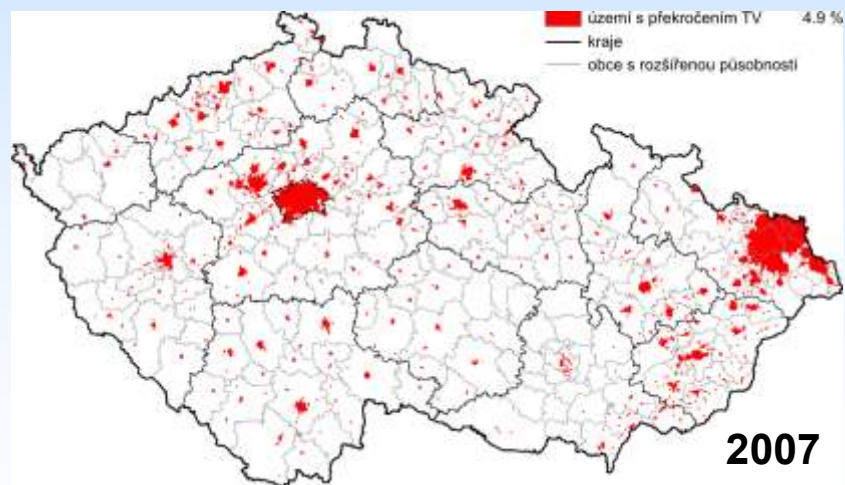 území s překročením TV 4.9 %
kraje
obce s rozšířenou působností
2007